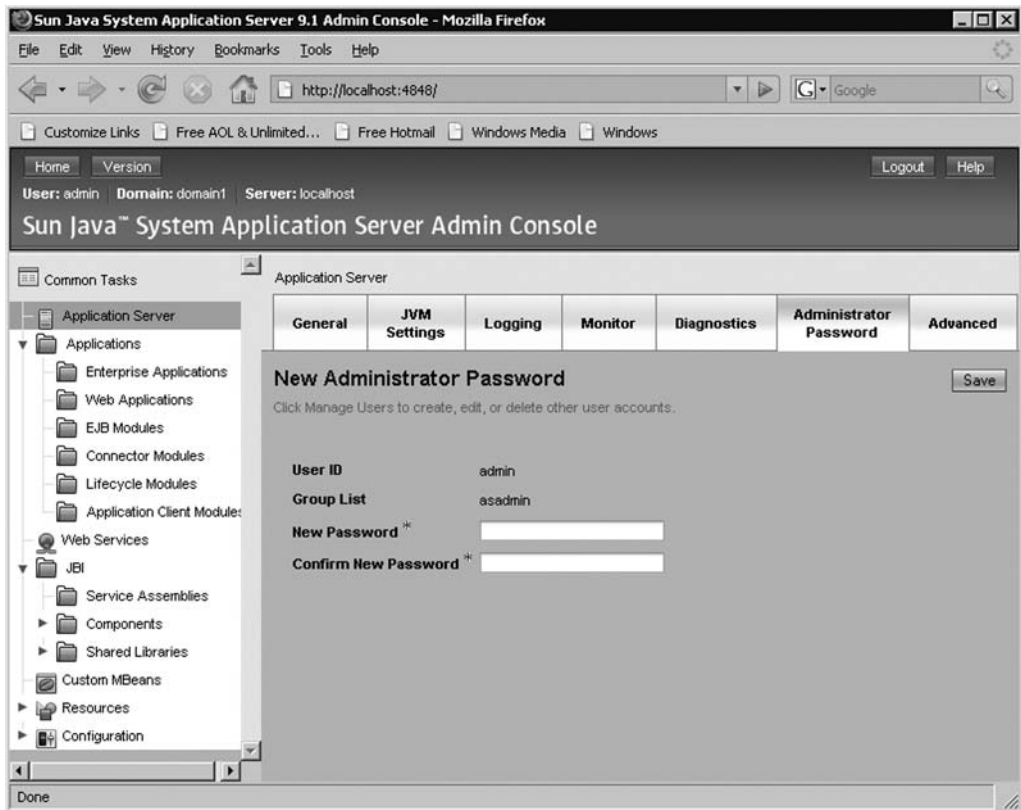 Sun Java System Application Server 9.1 Admin Console - Mozilla Firefox
File Edit View History Bookmarks Tools Help
http://localhost:4848/
G Google
Customize Links Free AOL & Unlimited... Free Hotmail Windows Media Windows
Home Version Logout Help
User: admin Domain: domain1 Server: localhost
Sun Java™ System Application Server Admin Console
Common Tasks
Application Server
Applications
Enterprise Applications
Web Applications
EJB Modules
Connector Modules
Lifecycle Modules
Application Client Modules
Web Services
JBI
Service Assemblies
Components
Shared Libraries
Custom MBeans
Resources
Configuration
Application Server
General JVM Settings Logging Monitor Diagnostics Administrator Password Advanced
New Administrator Password Save
Click Manage Users to create, edit, or delete other user accounts.
User ID admin
Group List asadmin
New Password *
Confirm New Password *
Done